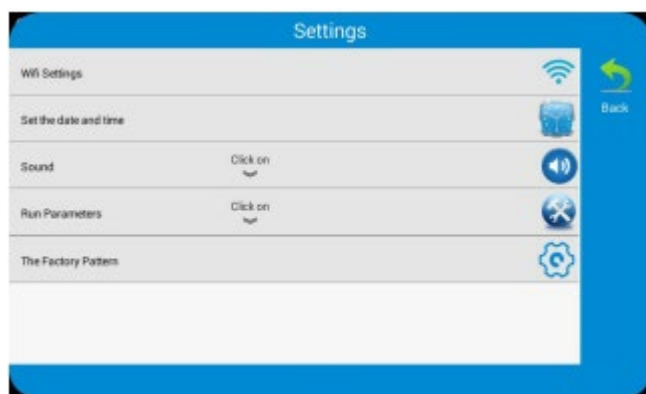 Settings
Wifi Settings
Back
Set the date and time
Sound
Click on
Run Parameters
Click on
The Factory Pattern